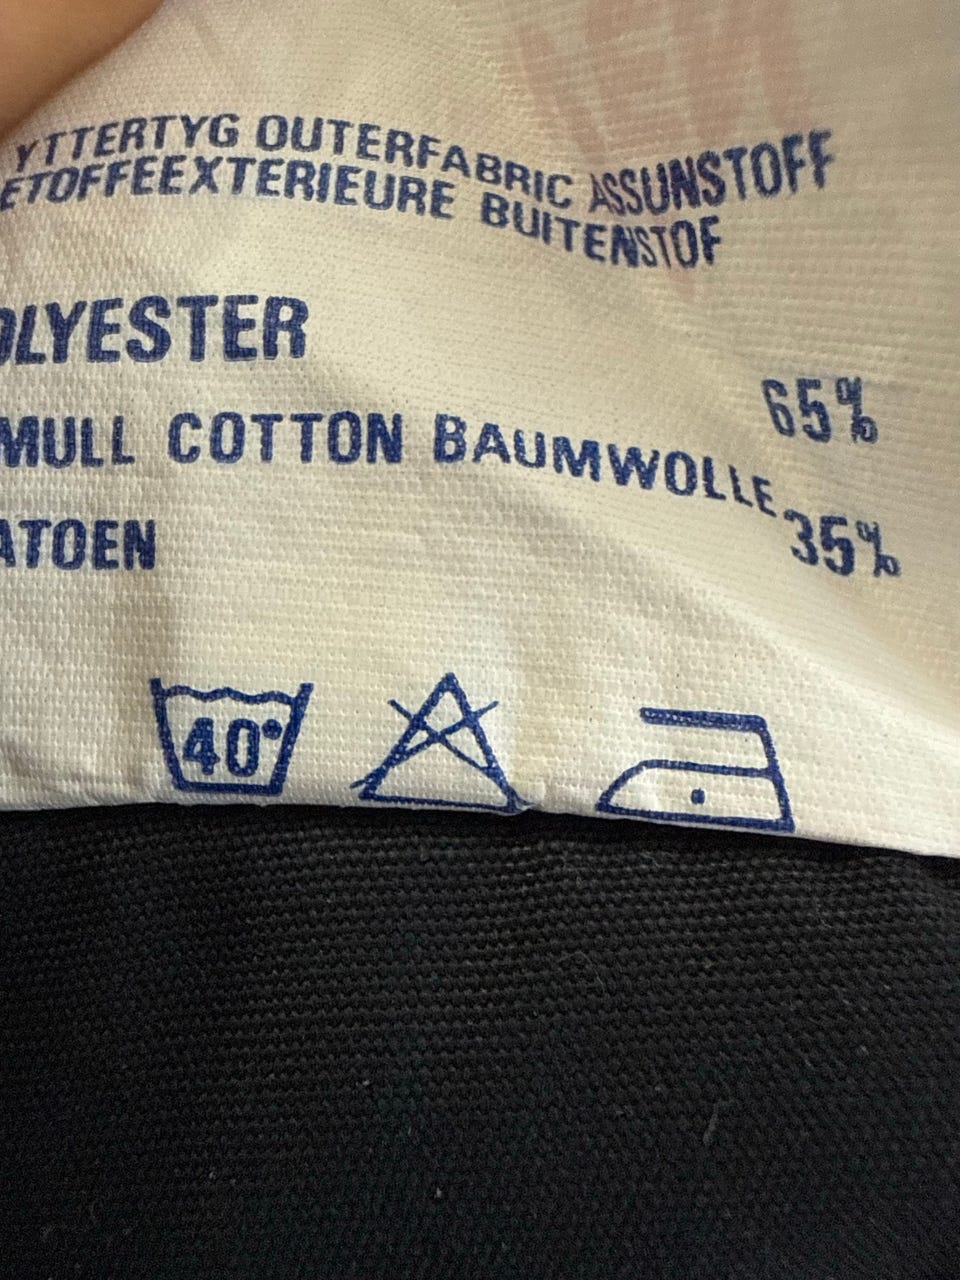 YTTERTYG OUTERFABRIC ASSUNSTOFF
ETOFFEEXTERIEURE BUITENSTOF
OLYESTER 65%
MULL COTTON BAUMWOLLE 35%
ATOEN
40°